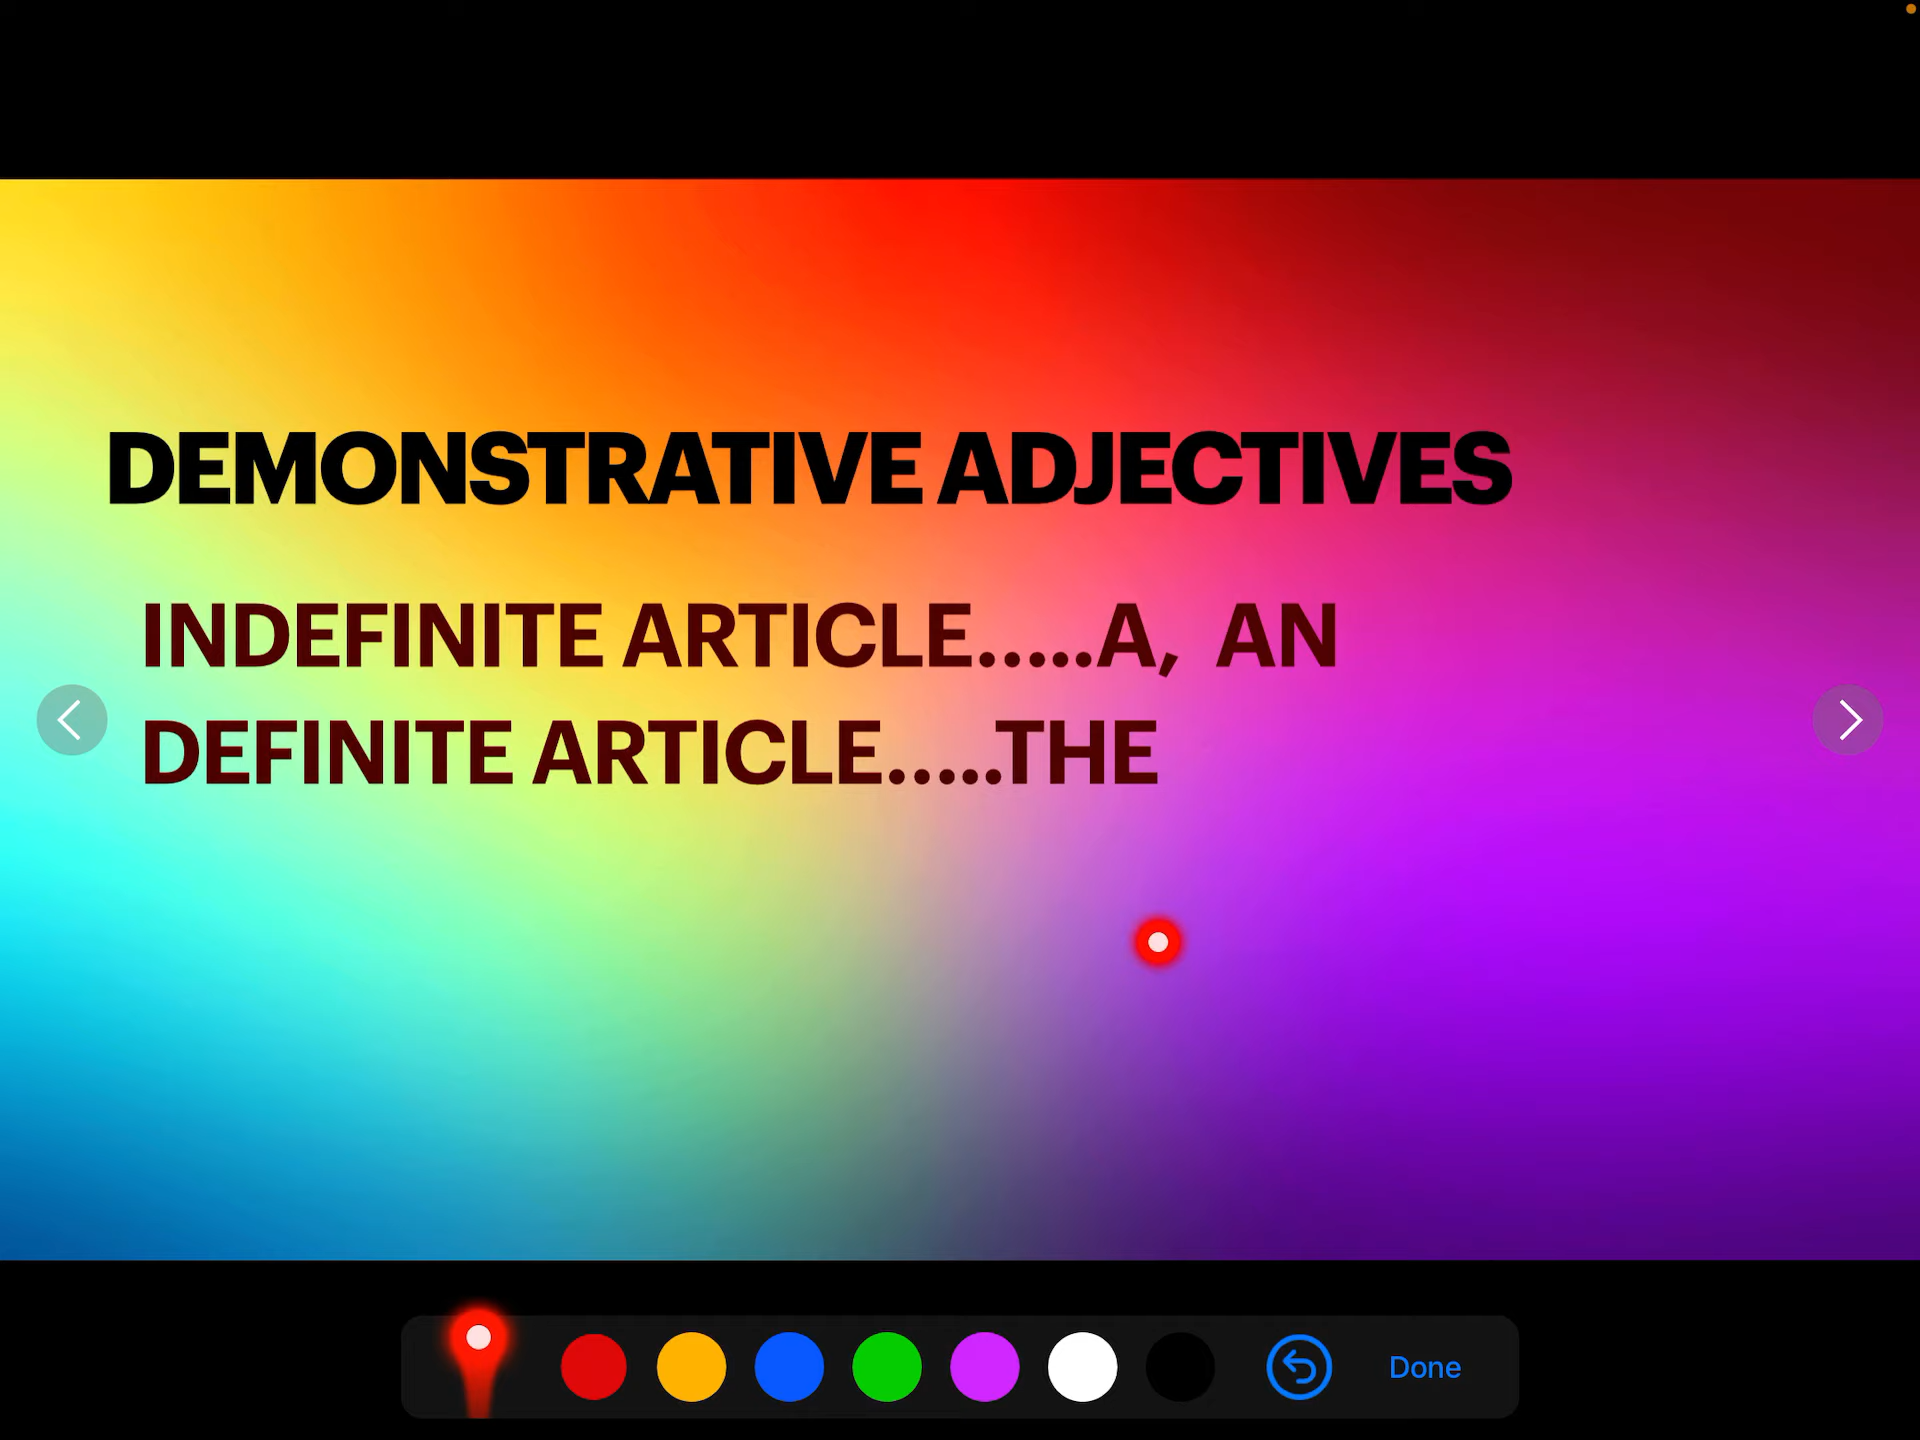 DEMONSTRATIVE ADJECTIVES
INDEFINITE ARTICLE.....A, AN
DEFINITE ARTICLE.....THE
Done